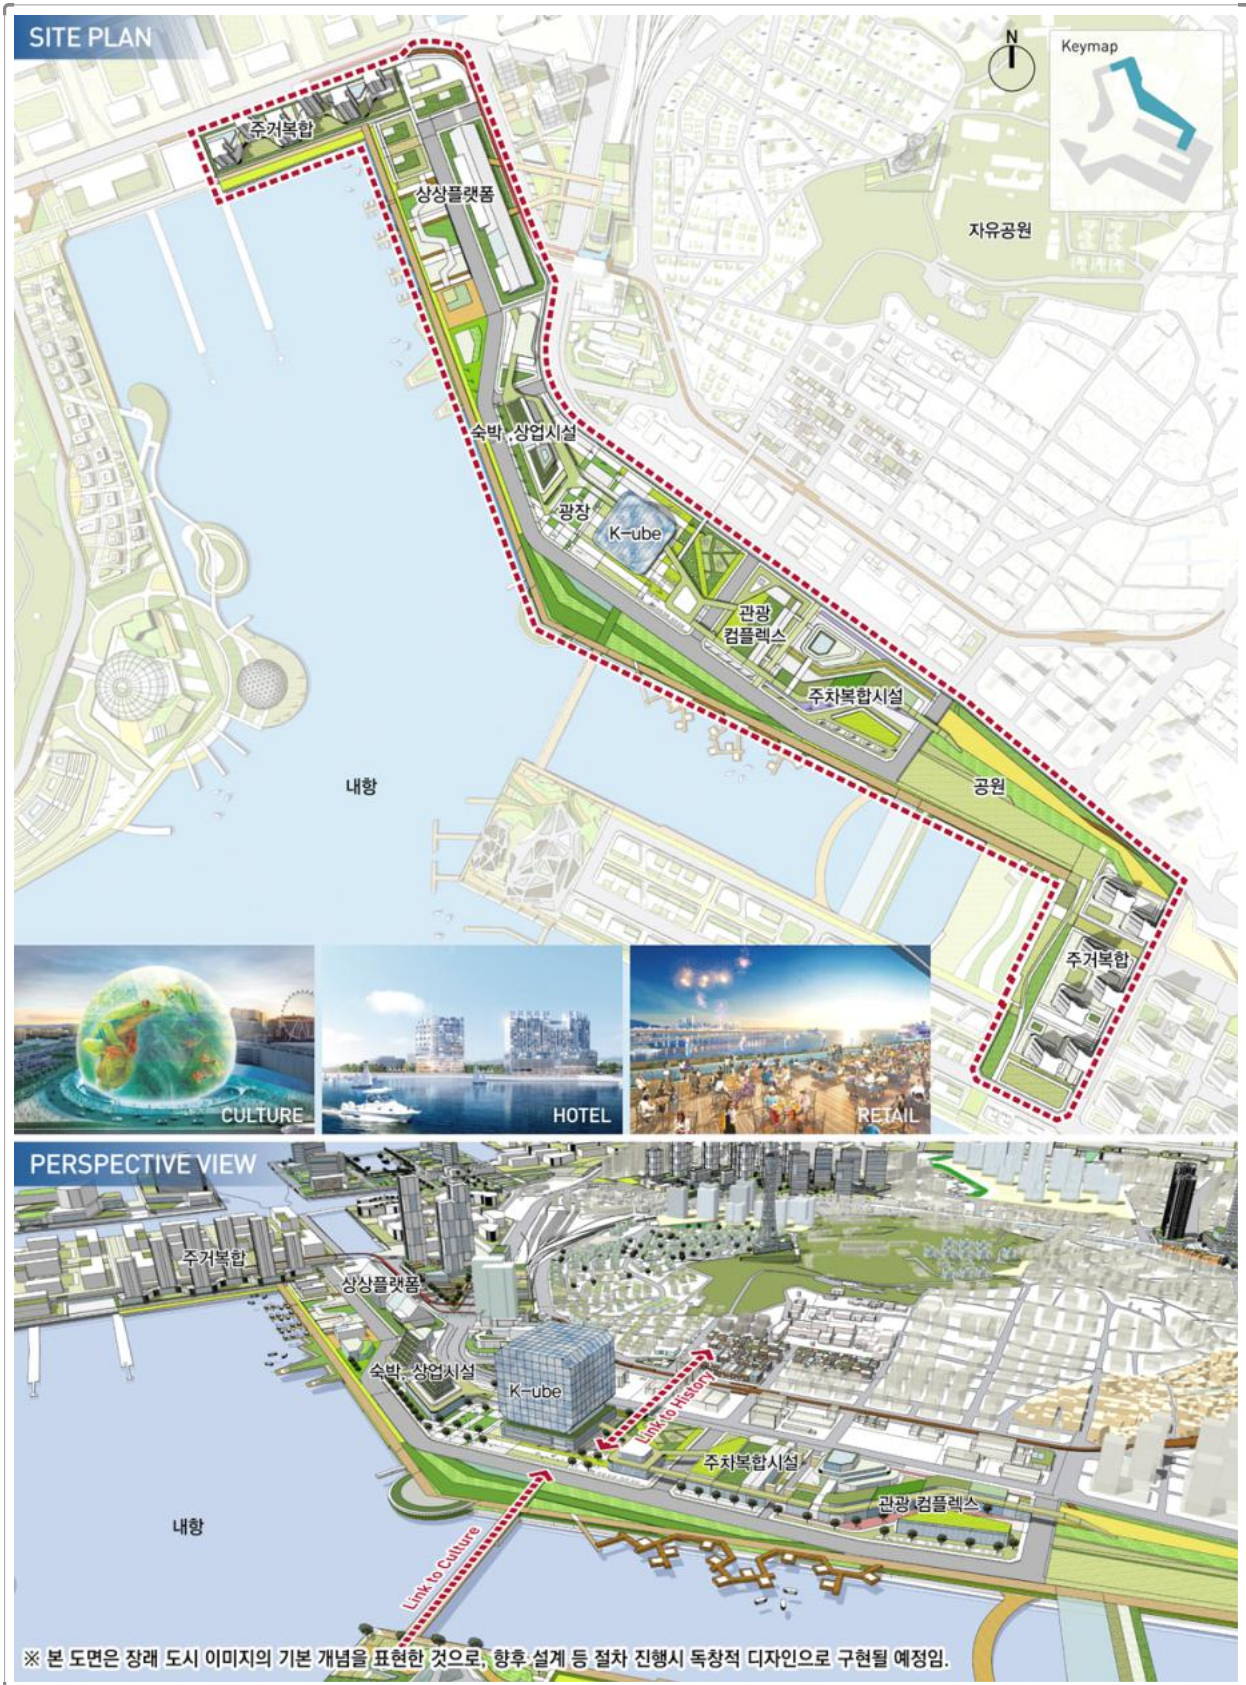 SITE PLAN
N
Keymap
주거복합
상상플랫폼
자유공원
숙박 ,상업시설
광장
K-ube
관광
컴플렉스
주차복합시설
내항
공원
주거복합
CULTURE
HOTEL
RETAIL
PERSPECTIVE VIEW
주거복합
상상플랫폼
숙박, 상업시설
K-ube
Link to History
주차복합시설
관광 컴플렉스
내항
Link to Culture
※ 본 도면은 장래 도시 이미지의 기본 개념을 표현한 것으로, 향후 설계 등 절차 진행시 독창적 디자인으로 구현될 예정임.